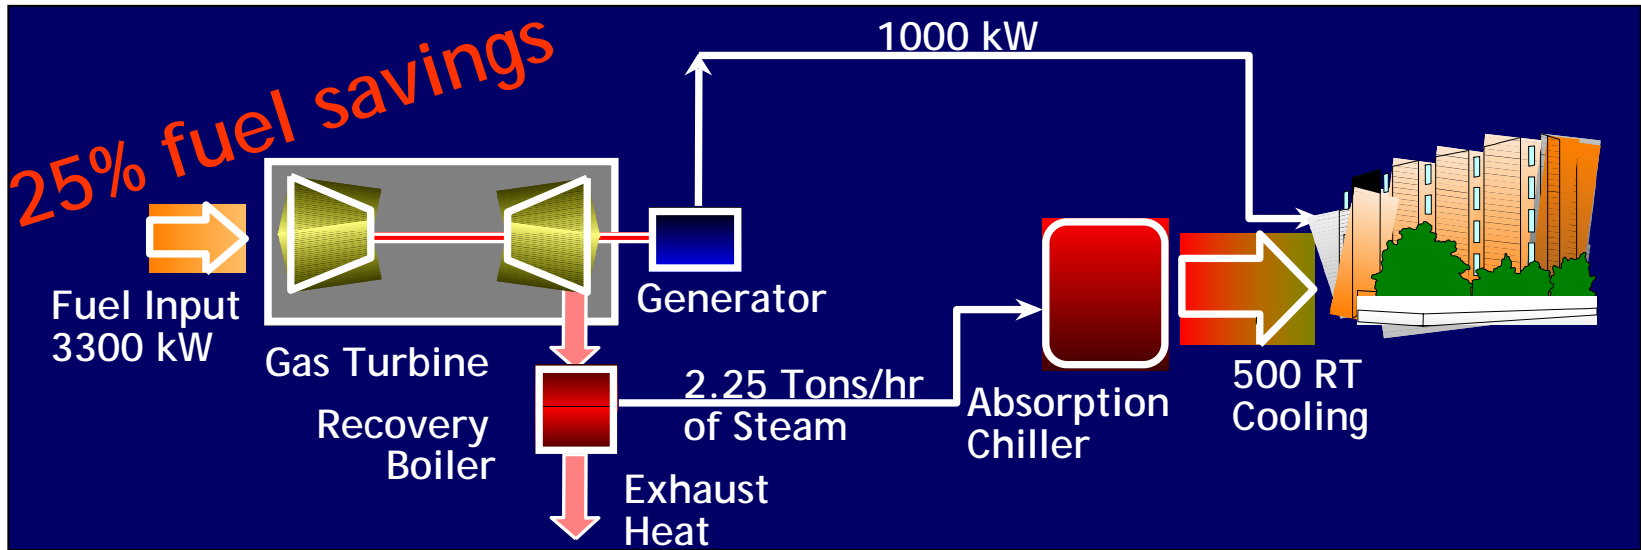 25% fuel savings
1000 kW
Fuel Input
3300 kW
Gas Turbine
Generator
Recovery
Boiler
2.25 Tons/hr
of Steam
Exhaust
Heat
Absorption
Chiller
500 RT
Cooling